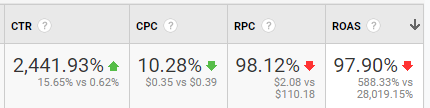 CTR ? CPC ? RPC ? ROAS ?
2,441.93% 10.28% 98.12% 97.90%
15.65% vs 0.62% $0.35 vs $0.39 $2.08 vs 588.33% vs
$110.18 28,019.15%